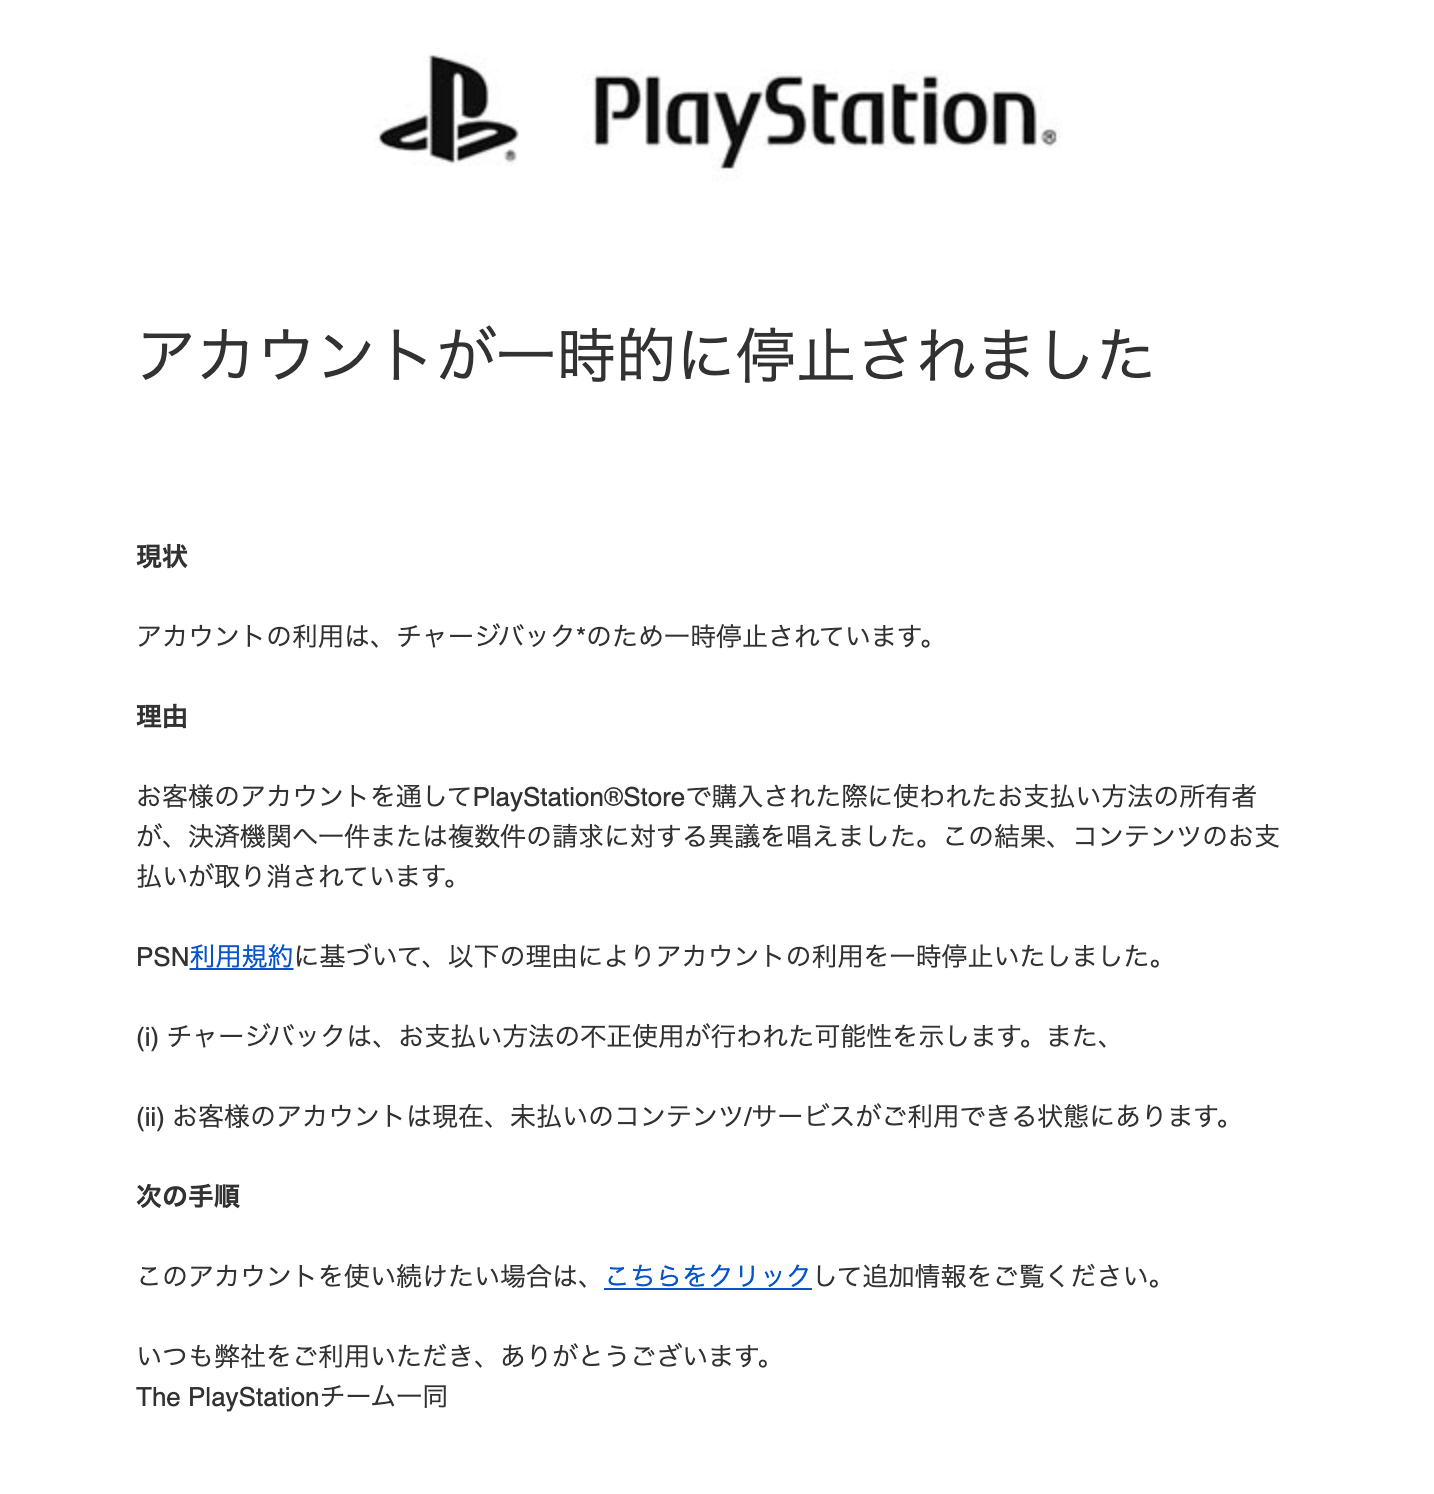 PlayStation®
アカウントが一時的に停止されました
現状
アカウントの利用は、チャージバック*のため一時停止されています。
理由
お客様のアカウントを通してPlayStation®Storeで購入された際に使われたお支払い方法の所有者
が、決済機関へ一件または複数件の請求に対する異議を唱えました。この結果、コンテンツのお支
払いが取り消されています。
PSN利用規約に基づいて、以下の理由によりアカウントの利用を一時停止いたしました。
(i) チャージバックは、お支払い方法の不正使用が行われた可能性を示します。また、
(ii) お客様のアカウントは現在、未払いのコンテンツ/サービスがご利用できる状態にあります。
次の手順
このアカウントを使い続けたい場合は、こちらをクリックして追加情報をご覧ください。
いつも弊社をご利用いただき、ありがとうございます。
The PlayStationチーム一同